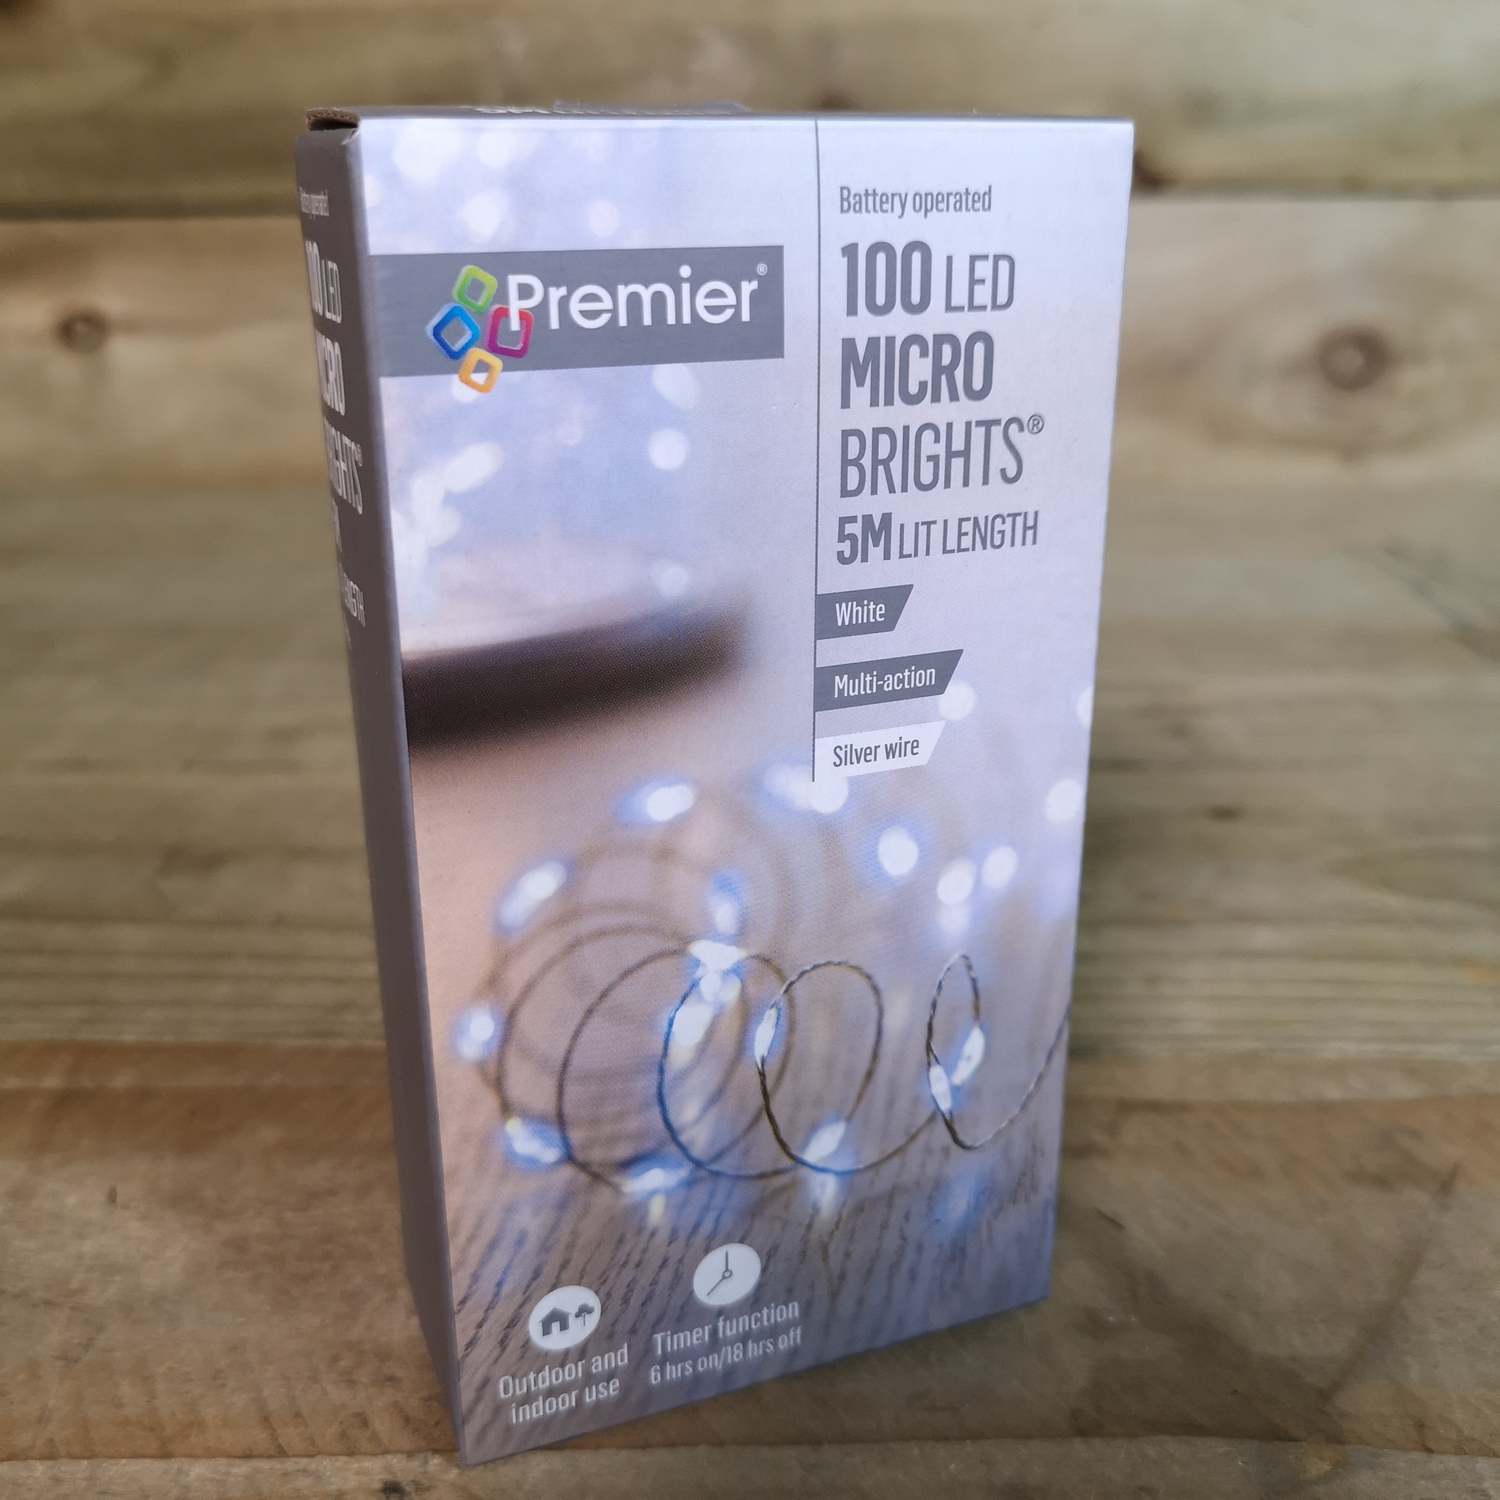 Premier®
Battery operated
100 LED
MICRO
BRIGHTS®
5M LIT LENGTH
White
Multi-action
Silver wire
Outdoor and
indoor use
Timer function
6 hrs on/18 hrs off
Battery operated
100 LED
MICRO
BRIGHTS®